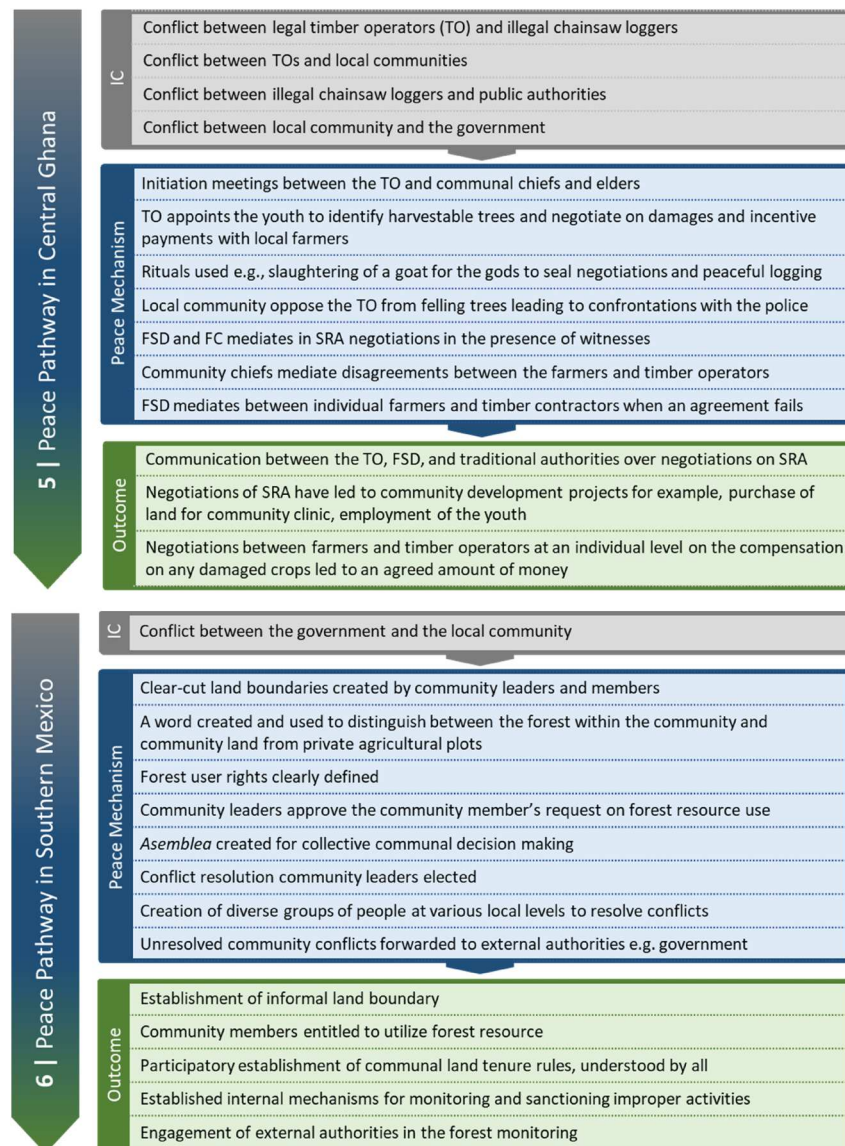 5 | Peace Pathway in Central Ghana
IC
Conflict between legal timber operators (TO) and illegal chainsaw loggers
Conflict between TOs and local communities
Conflict between illegal chainsaw loggers and public authorities
Conflict between local community and the government
Peace Mechanism
Initiation meetings between the TO and communal chiefs and elders
TO appoints the youth to identify harvestable trees and negotiate on damages and incentive
payments with local farmers
Rituals used e.g., slaughtering of a goat for the gods to seal negotiations and peaceful logging
Local community oppose the TO from felling trees leading to confrontations with the police
FSD and FC mediates in SRA negotiations in the presence of witnesses
Community chiefs mediate disagreements between the farmers and timber operators
FSD mediates between individual farmers and timber contractors when an agreement fails
Outcome
Communication between the TO, FSD, and traditional authorities over negotiations on SRA
Negotiations of SRA have led to community development projects for example, purchase of
land for community clinic, employment of the youth
Negotiations between farmers and timber operators at an individual level on the compensation
on any damaged crops led to an agreed amount of money
6 | Peace Pathway in Southern Mexico
IC
Conflict between the government and the local community
Peace Mechanism
Clear-cut land boundaries created by community leaders and members
A word created and used to distinguish between the forest within the community and
community land from private agricultural plots
Forest user rights clearly defined
Community leaders approve the community member's request on forest resource use
Asemblea created for collective communal decision making
Conflict resolution community leaders elected
Creation of diverse groups of people at various local levels to resolve conflicts
Unresolved community conflicts forwarded to external authorities e.g. government
Outcome
Establishment of informal land boundary
Community members entitled to utilize forest resource
Participatory establishment of communal land tenure rules, understood by all
Established internal mechanisms for monitoring and sanctioning improper activities
Engagement of external authorities in the forest monitoring